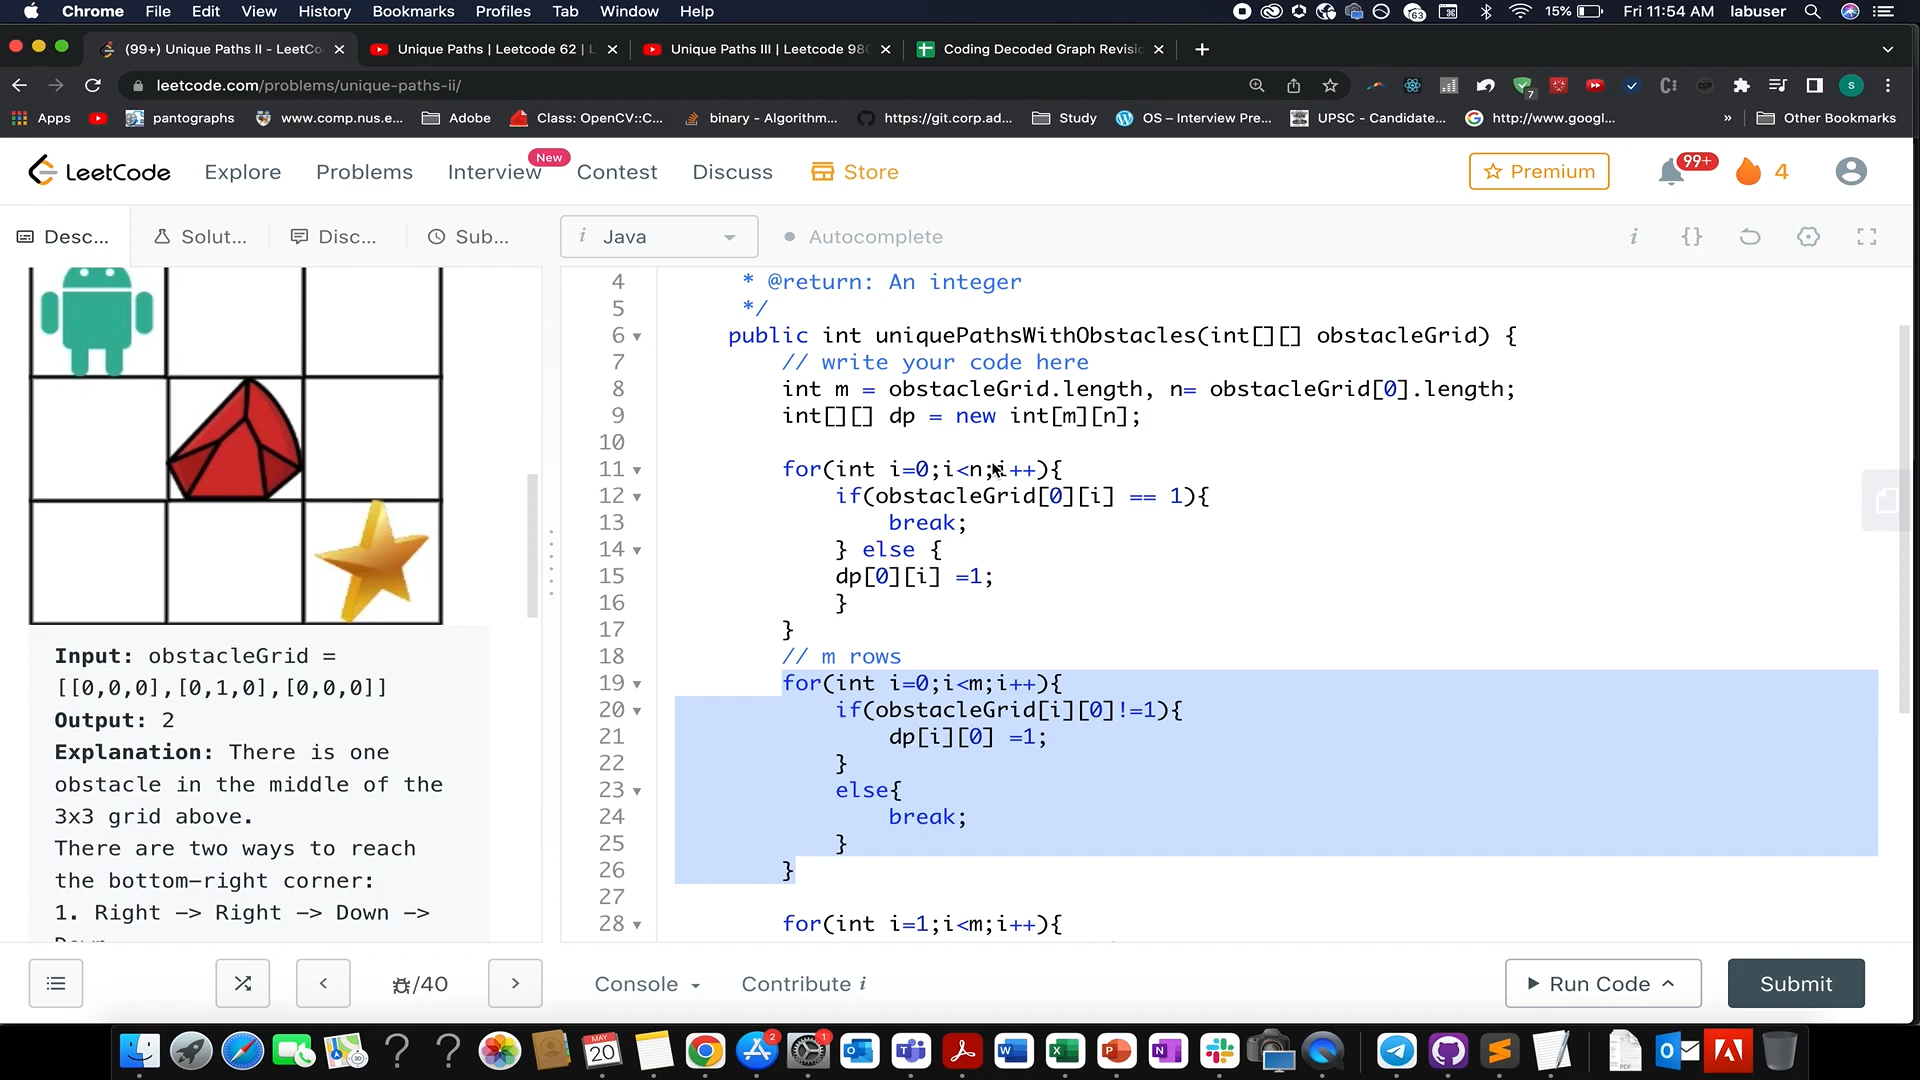 Chrome File Edit View History Bookmarks Profiles Tab Window Help
63 15% Fri 11:54 AM labuser
(99+) Unique Paths II - LeetCo
Unique Paths | Leetcode 62 | L
Unique Paths III | Leetcode 980
Coding Decoded Graph Revisi
leetcode.com/problems/unique-paths-ii/
7
S
Apps
pantographs
www.comp.nus.e...
Adobe
Class: OpenCV::C...
binary - Algorithm...
https://git.corp.ad...
Study
OS – Interview Pre...
UPSC - Candidate...
http://www.googl...
»
Other Bookmarks
LeetCode Explore Problems Interview New Contest Discuss Store
Premium 99+ 4
Desc... Solut... Disc... Sub...
i Java Autocomplete
i {}
4 * @return: An integer
5 */
6 public int uniquePathsWithObstacles(int[][] obstacleGrid) {
7 // write your code here
8 int m = obstacleGrid.length, n= obstacleGrid[0].length;
9 int[][] dp = new int[m][n];
10
11 for(int i=0;i<n;i++){
12 if(obstacleGrid[0][i] == 1){
13 break;
14 } else {
15 dp[0][i] =1;
16 }
17 }
18 // m rows
19 for(int i=0;i<m;i++){
20 if(obstacleGrid[i][0]!=1){
21 dp[i][0] =1;
22 }
23 else{
24 break;
25 }
26 }
27
28 for(int i=1;i<m;i++){
Input: obstacleGrid =
[[0,0,0],[0,1,0],[0,0,0]]
Output: 2
Explanation: There is one
obstacle in the middle of the
3x3 grid above.
There are two ways to reach
the bottom-right corner:
1. Right -> Right -> Down ->
/40
Console Contribute i
Run Code Submit
MAY
20
2
1